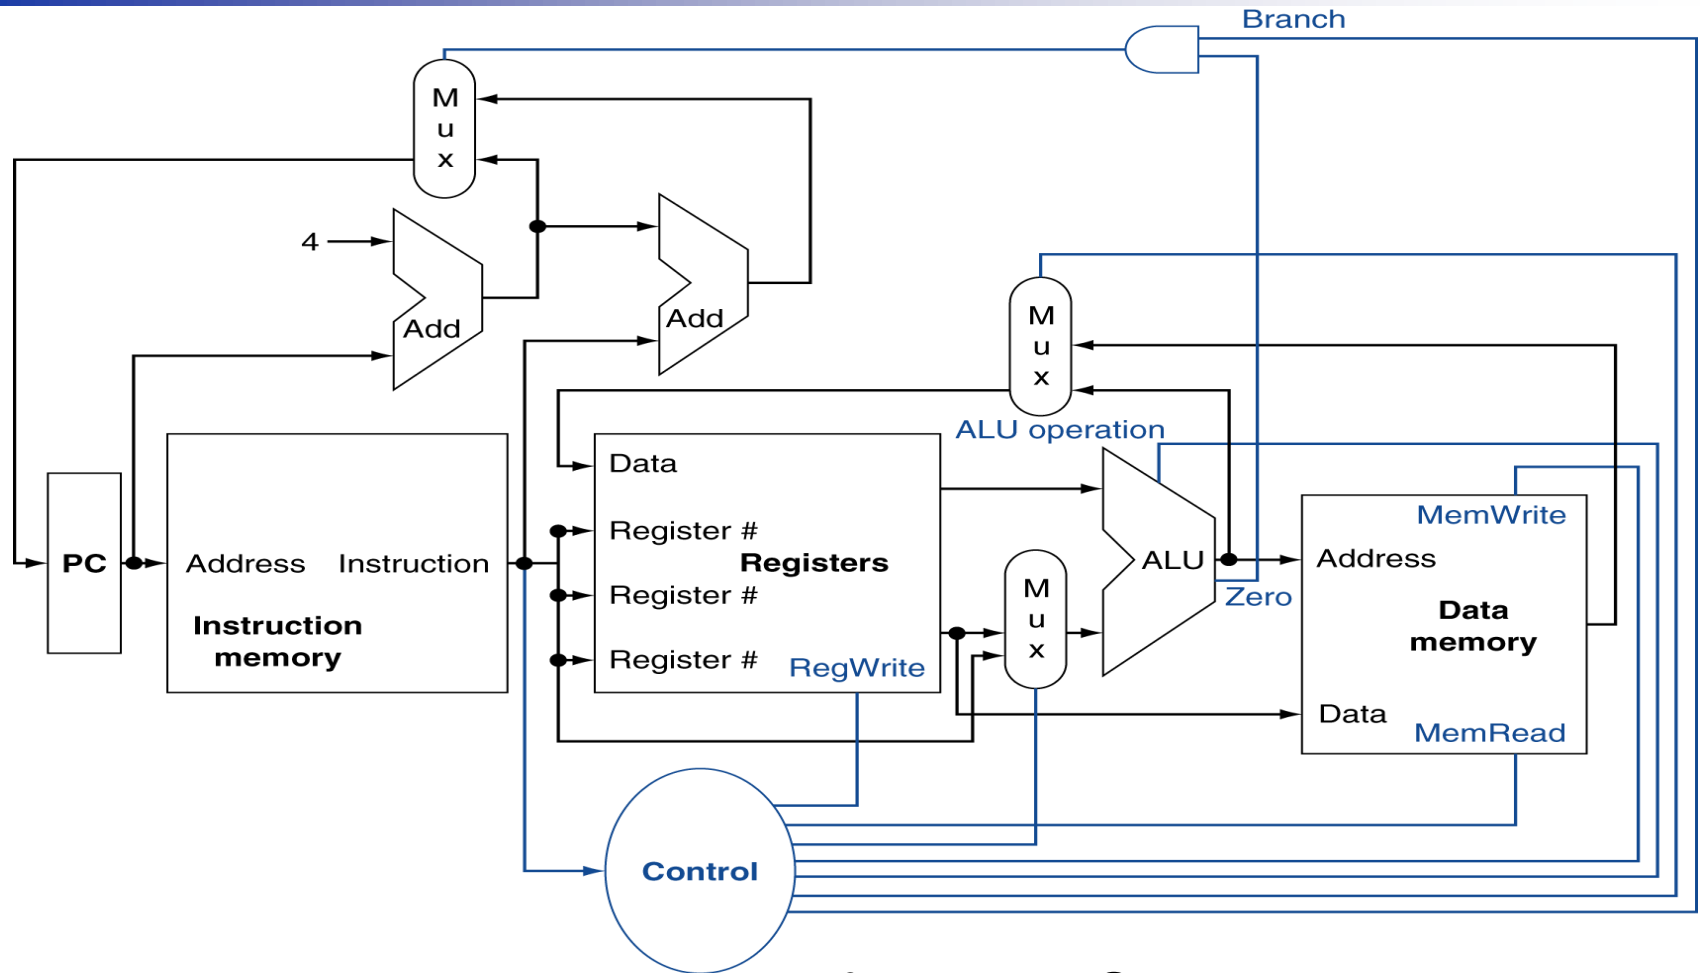 Branch
M
u
x
4
Add
Add
M
u
x
ALU operation
Data
Register #
Registers
Register #
Register #
RegWrite
PC
Address Instruction
Instruction
memory
M
u
x
ALU
Zero
MemWrite
Address
Data
memory
Data
MemRead
Control